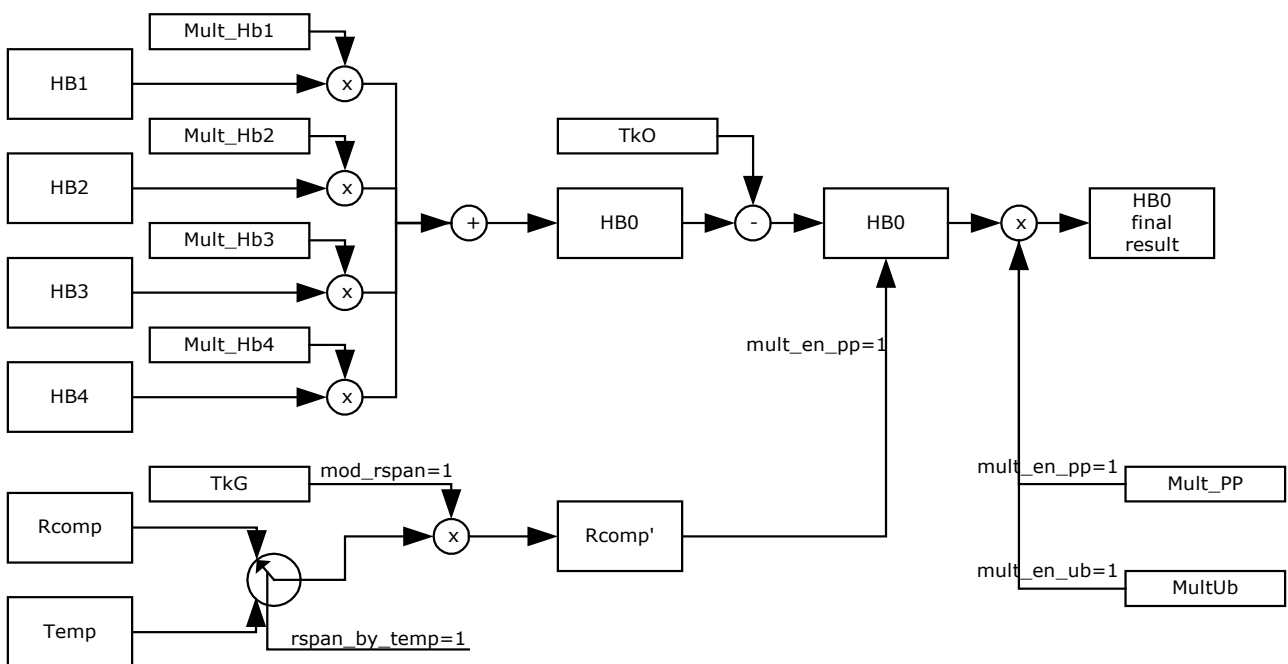 Mult_Hb1
HB1
x
Mult_Hb2
HB2
x
Mult_Hb3
HB3
x
Mult_Hb4
HB4
x
+
HB0
TkO
-
HB0
x
HB0
final
result
mult_en_pp=1
TkG
mod_rspan=1
Rcomp
x
Rcomp'
Temp
rspan_by_temp=1
mult_en_pp=1
Mult_PP
mult_en_ub=1
MultUb